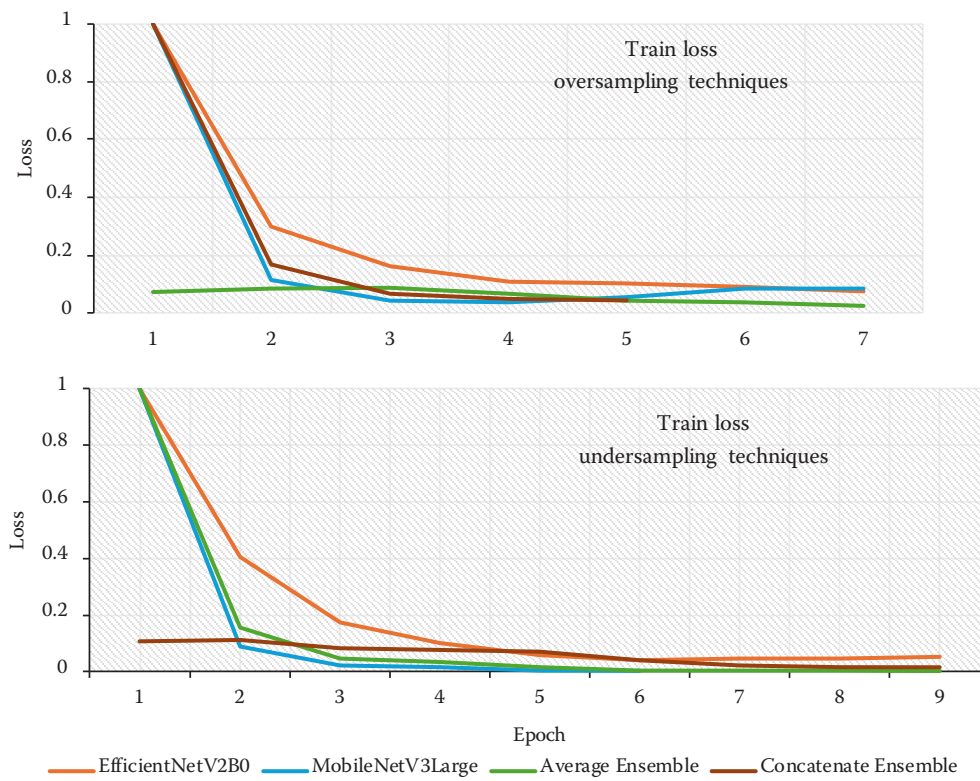 1
0.8
0.6
0.4
0.2
0
Loss
Train loss
oversampling techniques
1 2 3 4 5 6 7
1
0.8
0.6
0.4
0.2
0
Loss
Train loss
undersampling techniques
1 2 3 4 5 6 7 8 9
Epoch
EfficientNetV2B0 MobileNetV3Large Average Ensemble Concatenate Ensemble